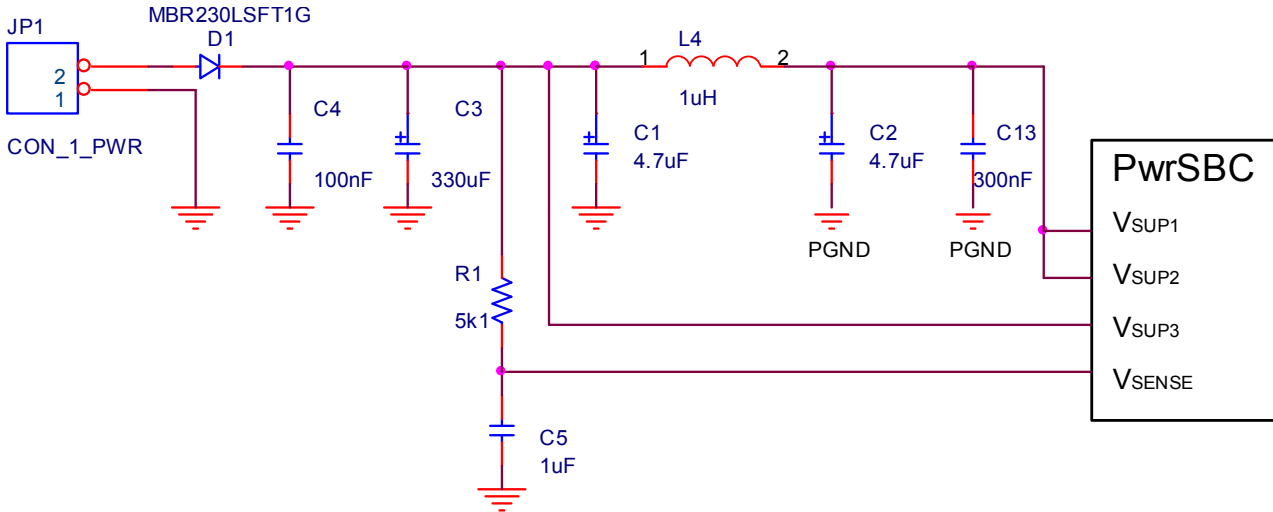 MBR230LSFT1G
JP1
D1
L4
1
2
2
1
1uH
C4
C3
C1
C2
C13
CON_1_PWR
4.7uF
4.7uF
100nF
330uF
300nF
PwrSBC
VSUP1
PGND
PGND
R1
VSUP2
5k1
VSUP3
VSENSE
C5
1uF